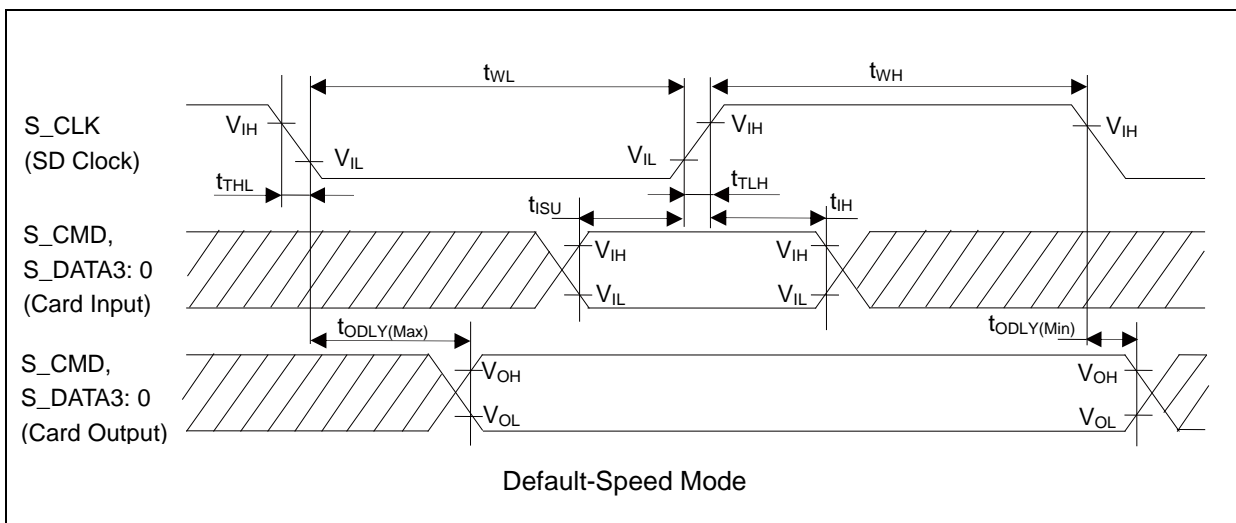 tWL
tWH
S_CLK
(SD Clock)
VIH
VIL
VIL
VIH
VIH
tTHL
tTLH
tISU
tIH
S_CMD,
S_DATA3: 0
(Card Input)
VIH
VIL
VIH
VIL
tODLY(Max)
tODLY(Min)
S_CMD,
S_DATA3: 0
(Card Output)
VOH
VOL
VOH
VOL
Default-Speed Mode